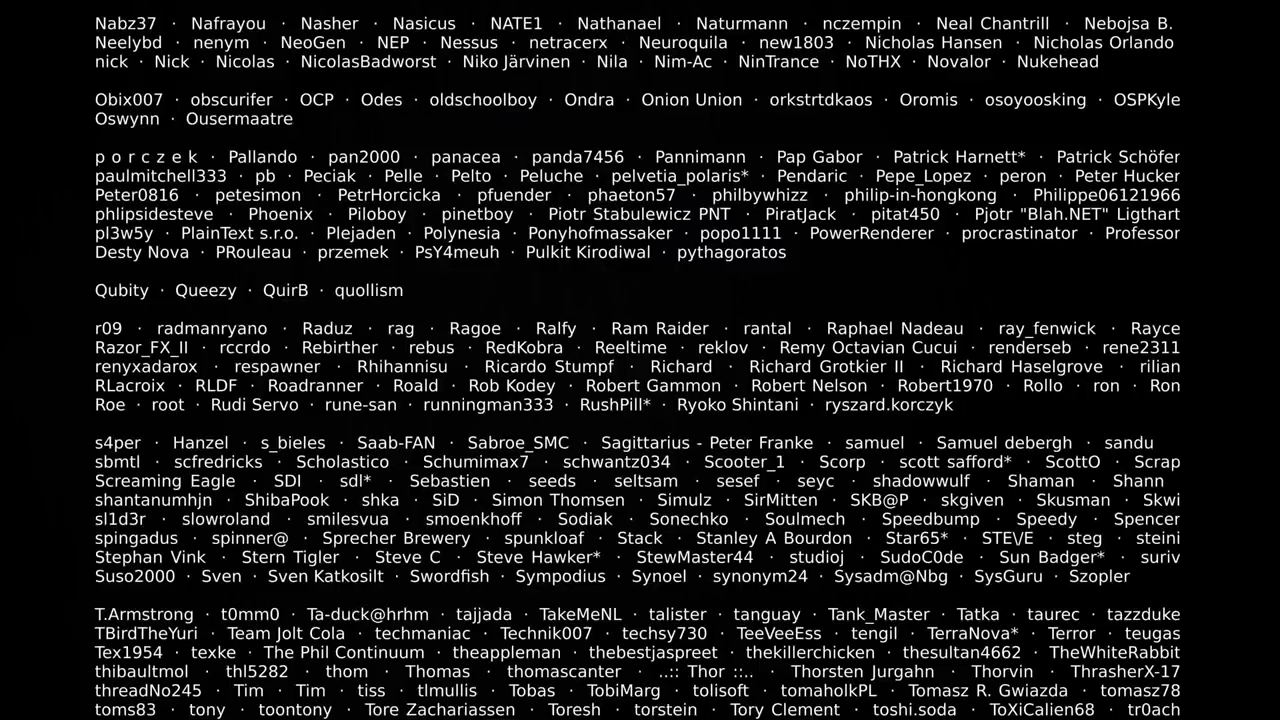 Nabz37 · Nafrayou · Nasher · Nasicus · NATE1 · Nathanael · Naturmann · nczempin · Neal Chantrill · Nebojsa B.
Neelybd · nenym · NeoGen · NEP · Nessus · netracerx · Neuroquila · new1803 · Nicholas Hansen · Nicholas Orlando
nick · Nick · Nicolas · NicolasBadworst · Niko Järvinen · Nila · Nim-Ac · NinTrance · NoTHX · Novalor · Nukehead
Obix007 · obscurifer · OCP · Odes · oldschoolboy · Ondra · Onion Union · orkstrtdkaos · Oromis · osoyoosking · OSPKyle
Oswynn · Ousermaatre
p o r c z e k · Pallando · pan2000 · panacea · panda7456 · Pannimann · Pap Gabor · Patrick Harnett* · Patrick Schöfer
paulmitchell333 · pb · Peciak · Pelle · Pelto · Peluche · pelvetia_polaris* · Pendaric · Pepe_Lopez · peron · Peter Hucker
Peter0816 · petesimon · PetrHorcicka · pfuender · phaeton57 · philbywhizz · philip-in-hongkong · Philippe06121966
phlipsidesteve · Phoenix · Piloboy · pinetboy · Piotr Stabulewicz PNT · PiratJack · pitat450 · Pjotr "Blah.NET" Ligthart
pl3w5y · PlainText s.r.o. · Plejaden · Polynesia · Ponyhofmassaker · popo1111 · PowerRenderer · procrastinator · Professor
Desty Nova · PRouleau · przemek · PsY4meuh · Pulkit Kirodiwal · pythagoratos
Qubity · Queezy · QuirB · quollism
r09 · radmanryano · Raduz · rag · Ragoe · Ralfy · Ram Raider · rantal · Raphael Nadeau · ray_fenwick · Rayce
Razor_FX_II · rccrdo · Rebirther · rebus · RedKobra · Reeltime · reklov · Remy Octavian Cucui · renderseb · rene2311
renyxadarox · respawner · Rhihannisu · Ricardo Stumpf · Richard · Richard Grotkier II · Richard Haselgrove · rilian
RLacroix · RLDF · Roadranner · Roald · Rob Kodey · Robert Gammon · Robert Nelson · Robert1970 · Rollo · ron · Ron
Roe · root · Rudi Servo · rune-san · runningman333 · RushPill* · Ryoko Shintani · ryszard.korczyk
s4per · Hanzel · s_bieles · Saab-FAN · Sabroe_SMC · Sagittarius - Peter Franke · samuel · Samuel debergh · sandu
sbmtl · scfredricks · Scholastico · Schumimax7 · schwantz034 · Scooter_1 · Scorp · scott safford* · ScottO · Scrap
Screaming Eagle · SDI · sdl* · Sebastien · seeds · seltsam · sesef · seyc · shadowwulf · Shaman · Shann
shantanumhjn · ShibaPook · shka · SiD · Simon Thomsen · Simulz · SirMitten · SKB@P · skgiven · Skusman · Skwi
sl1d3r · slowroland · smilesvua · smoenkhoff · Sodiak · Sonechko · Soulmech · Speedbump · Speedy · Spencer
spingadus · spinner@ · Sprecher Brewery · spunkloaf · Stack · Stanley A Bourdon · Star65* · STE\/E · steg · steini
Stephan Vink · Stern Tigler · Steve C · Steve Hawker* · StewMaster44 · studioj · SudoC0de · Sun Badger* · suriv
Suso2000 · Sven · Sven Katkosilt · Swordfish · Sympodius · Synoel · synonym24 · Sysadm@Nbg · SysGuru · Szopler
T.Armstrong · t0mm0 · Ta-duck@hrhm · tajjada · TakeMeNL · talister · tanguay · Tank_Master · Tatka · taurec · tazzduke
TBirdTheYuri · Team Jolt Cola · techmaniac · Technik007 · techsy730 · TeeVeeEss · tengil · TerraNova* · Terror · teugas
Tex1954 · texke · The Phil Continuum · theappleman · thebestjaspreet · thekillerchicken · thesultan4662 · TheWhiteRabbit
thibaultmol · thl5282 · thom · Thomas · thomascanter · ..:: Thor ::.. · Thorsten Jurgahn · Thorvin · ThrasherX-17
threadNo245 · Tim · Tim · tiss · tlmullis · Tobas · TobiMarg · tolisoft · tomaholkPL · Tomasz R. Gwiazda · tomasz78
toms83 · tony · toontony · Tore Zachariassen · Toresh · torstein · Tory Clement · toshi.soda · ToXiCalien68 · tr0ach